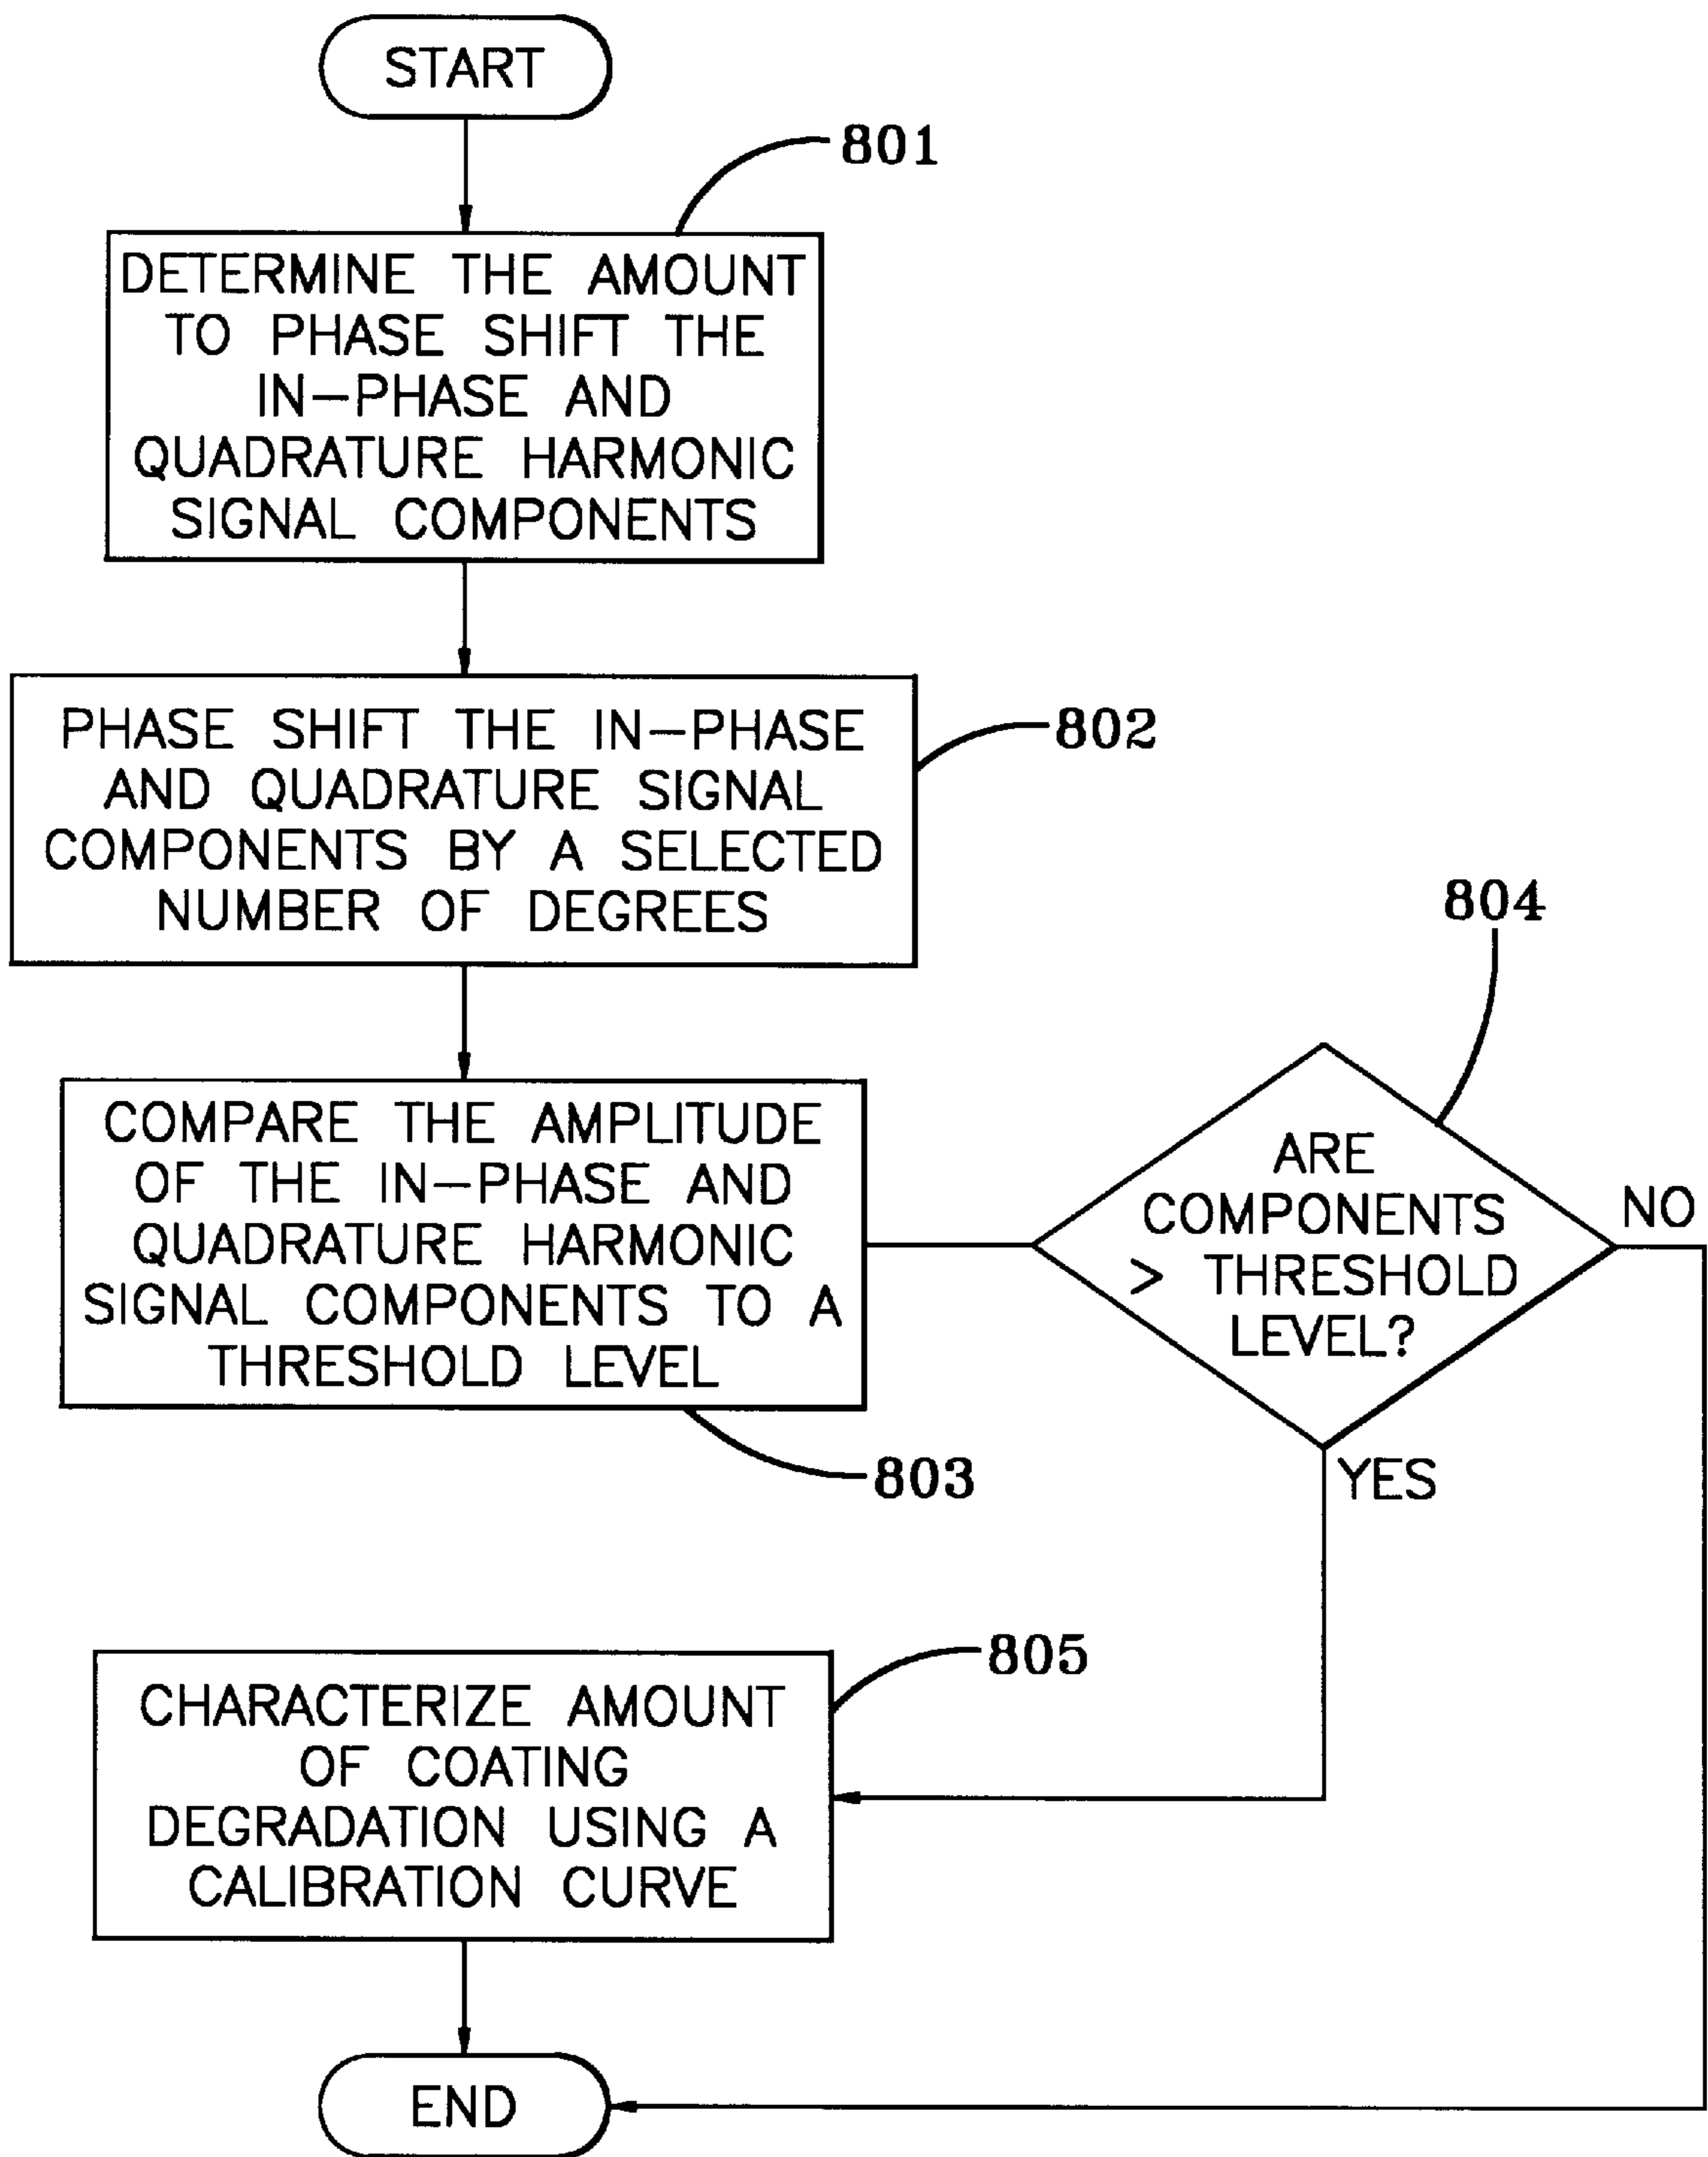 START
801
DETERMINE THE AMOUNT
TO PHASE SHIFT THE
IN-PHASE AND
QUADRATURE HARMONIC
SIGNAL COMPONENTS
PHASE SHIFT THE IN-PHASE
AND QUADRATURE SIGNAL
COMPONENTS BY A SELECTED
NUMBER OF DEGREES
802
COMPARE THE AMPLITUDE
OF THE IN-PHASE AND
QUADRATURE HARMONIC
SIGNAL COMPONENTS TO A
THRESHOLD LEVEL
803
804
ARE
COMPONENTS
> THRESHOLD
LEVEL?
NO
YES
805
CHARACTERIZE AMOUNT
OF COATING
DEGRADATION USING A
CALIBRATION CURVE
END